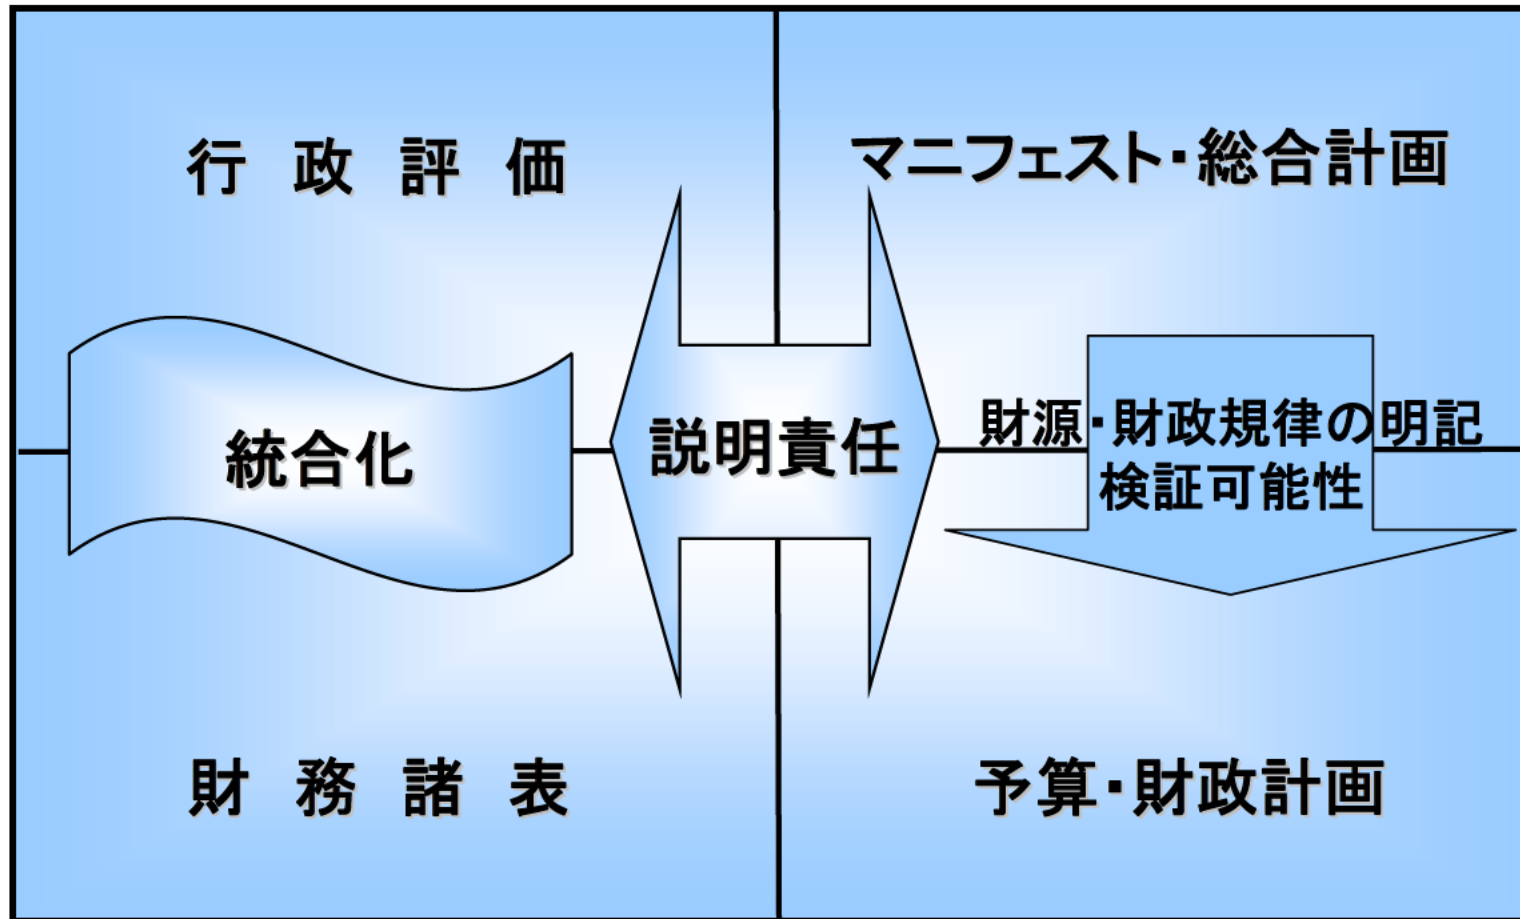 行政評価
マニフェスト・総合計画
統合化
説明責任
財源・財政規律の明記
検証可能性
財務諸表
予算・財政計画